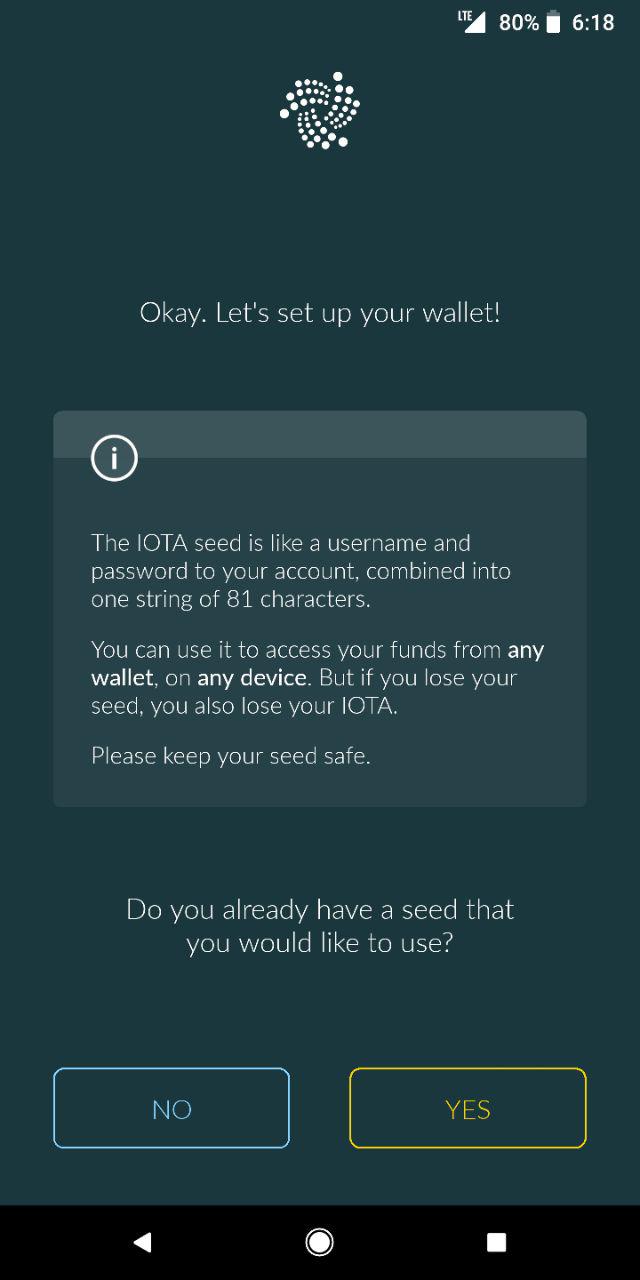 LTE 80% 6:18
Okay. Let's set up your wallet!
i
The IOTA seed is like a username and
password to your account, combined into
one string of 81 characters.
You can use it to access your funds from any
wallet, on any device. But if you lose your
seed, you also lose your IOTA.
Please keep your seed safe.
Do you already have a seed that
you would like to use?
NO YES